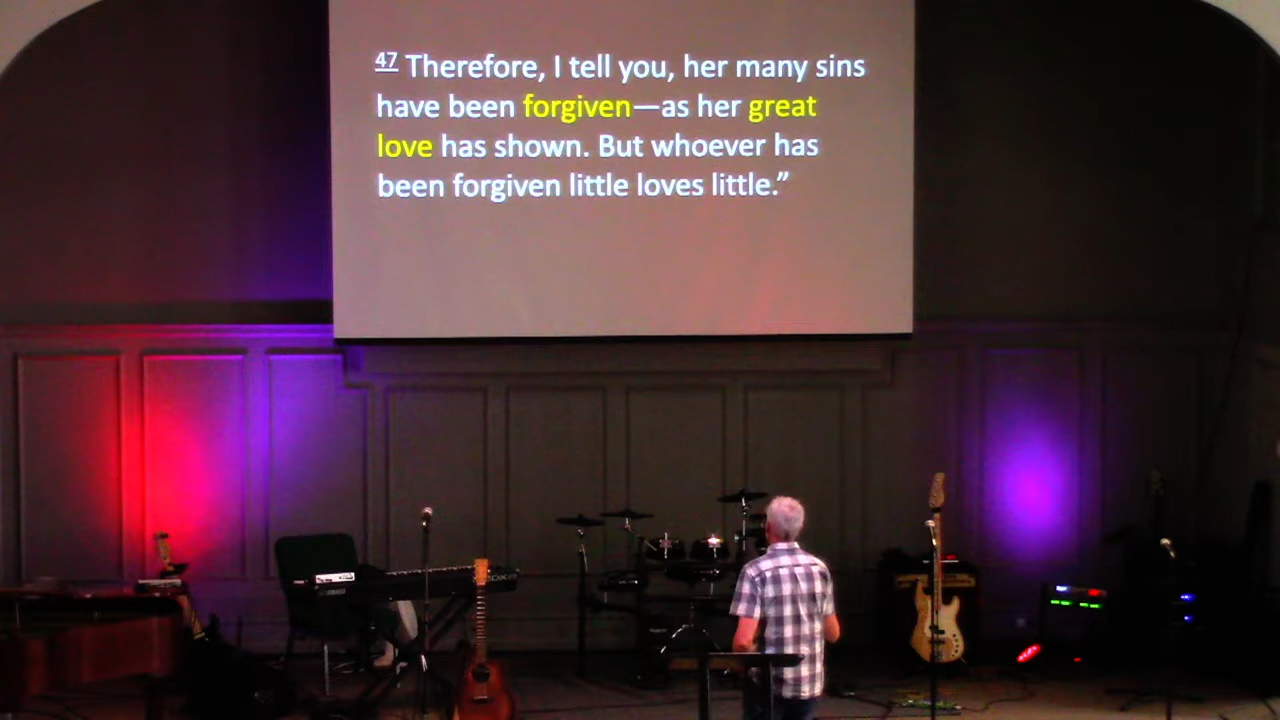 47 Therefore, I tell you, her many sins
have been forgiven—as her great
love has shown. But whoever has
been forgiven little loves little.”